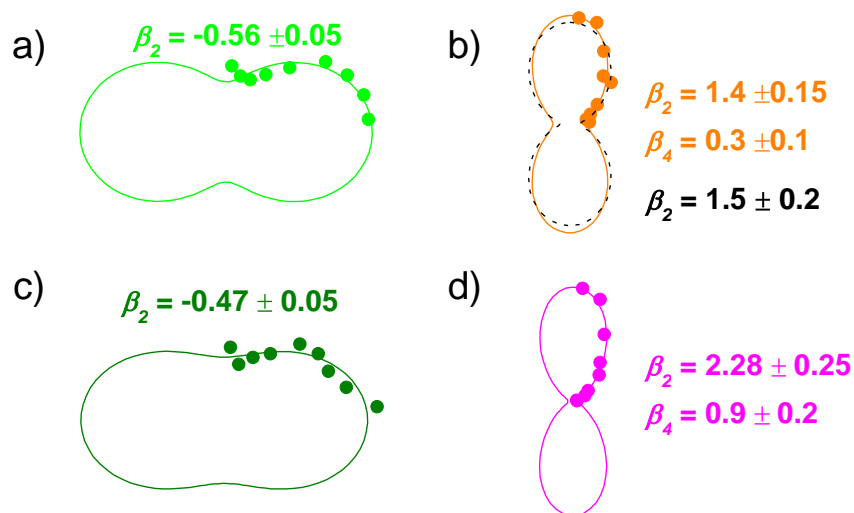 a)
β₂ = -0.56 ±0.05
b)
β₂ = 1.4 ±0.15
β₄ = 0.3 ±0.1
β₂ = 1.5 ± 0.2
c)
β₂ = -0.47 ± 0.05
d)
β₂ = 2.28 ± 0.25
β₄ = 0.9 ± 0.2